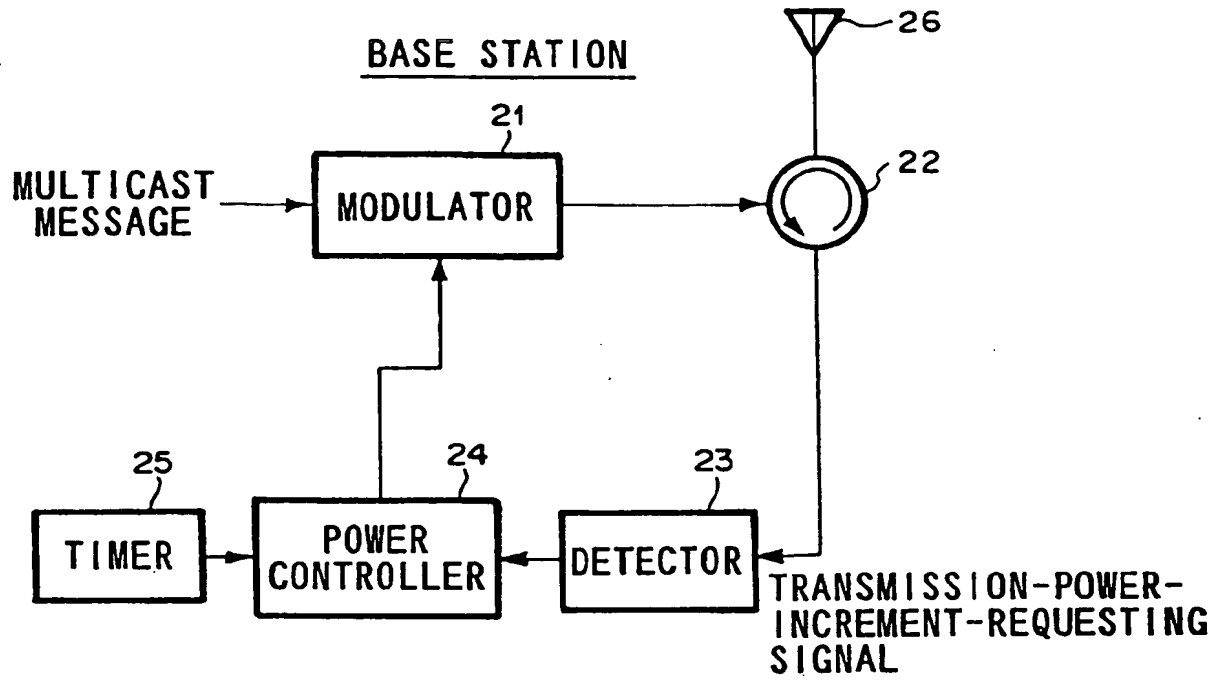 26
BASE STATION
21
22
MULTICAST
MESSAGE
MODULATOR
25
24
23
TIMER
POWER
CONTROLLER
DETECTOR
TRANSMISSION-POWER-
INCREMENT-REQUESTING
SIGNAL